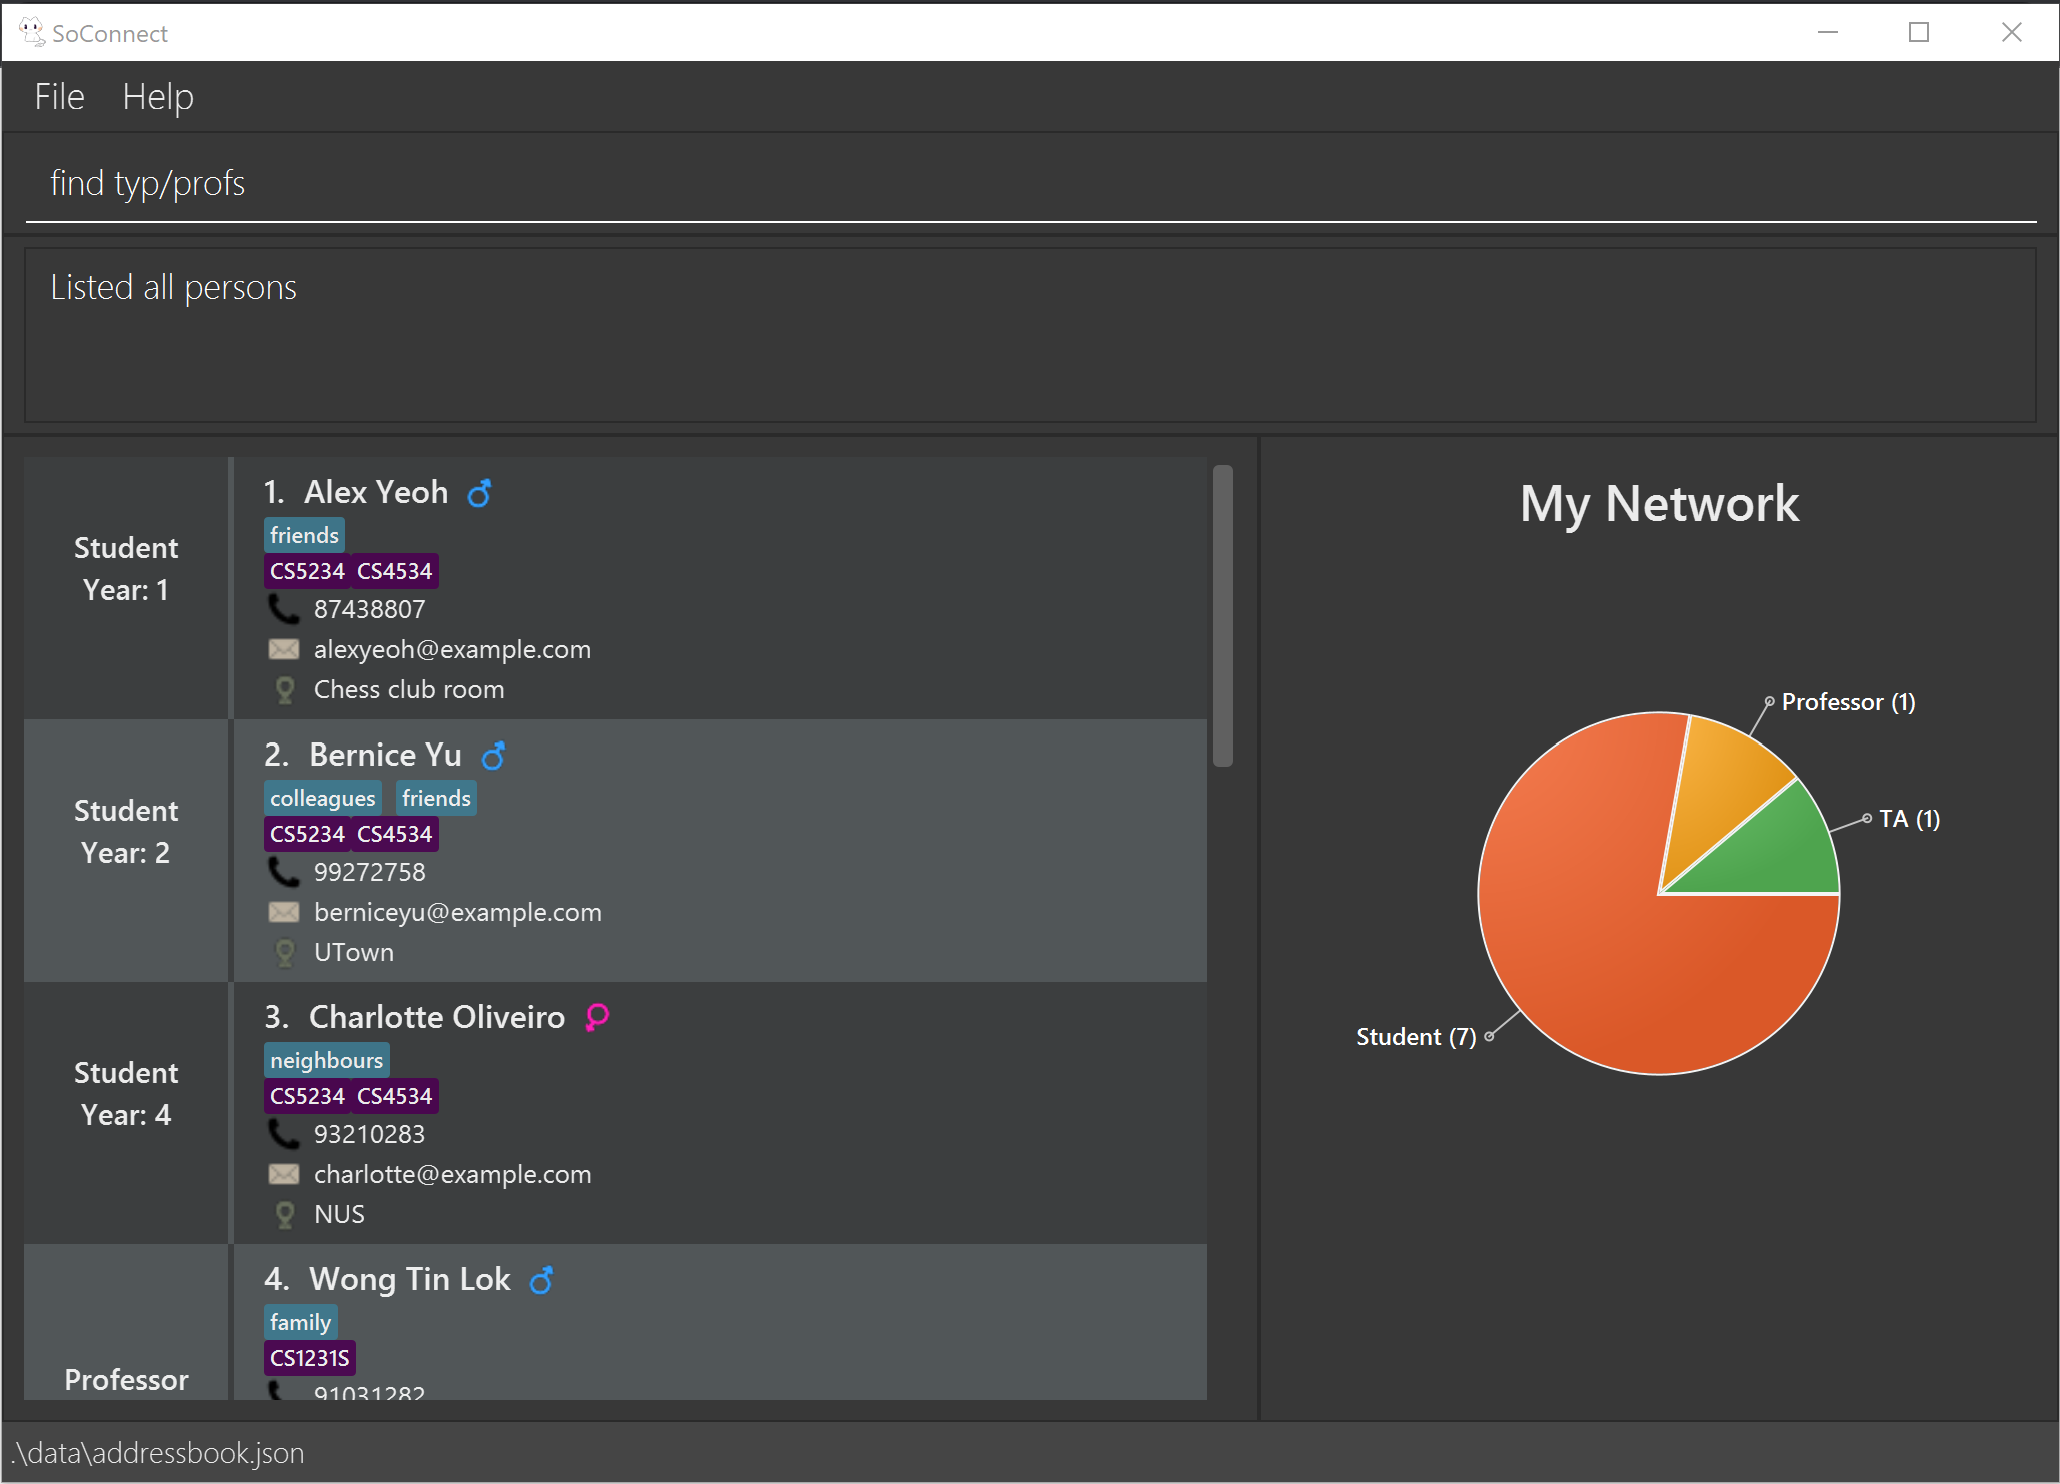 SoConnect
File Help
find typ/profs
Listed all persons
Student
Year: 1
1. Alex Yeoh
friends
CS5234 CS4534
87438807
alexyeoh@example.com
Chess club room
Student
Year: 2
2. Bernice Yu
colleagues friends
CS5234 CS4534
99272758
berniceyu@example.com
UTown
Student
Year: 4
3. Charlotte Oliveiro
neighbours
CS5234 CS4534
93210283
charlotte@example.com
NUS
Professor
4. Wong Tin Lok
family
CS1231S
91031282
My Network
Professor (1)
TA (1)
Student (7)
.\data\addressbook.json